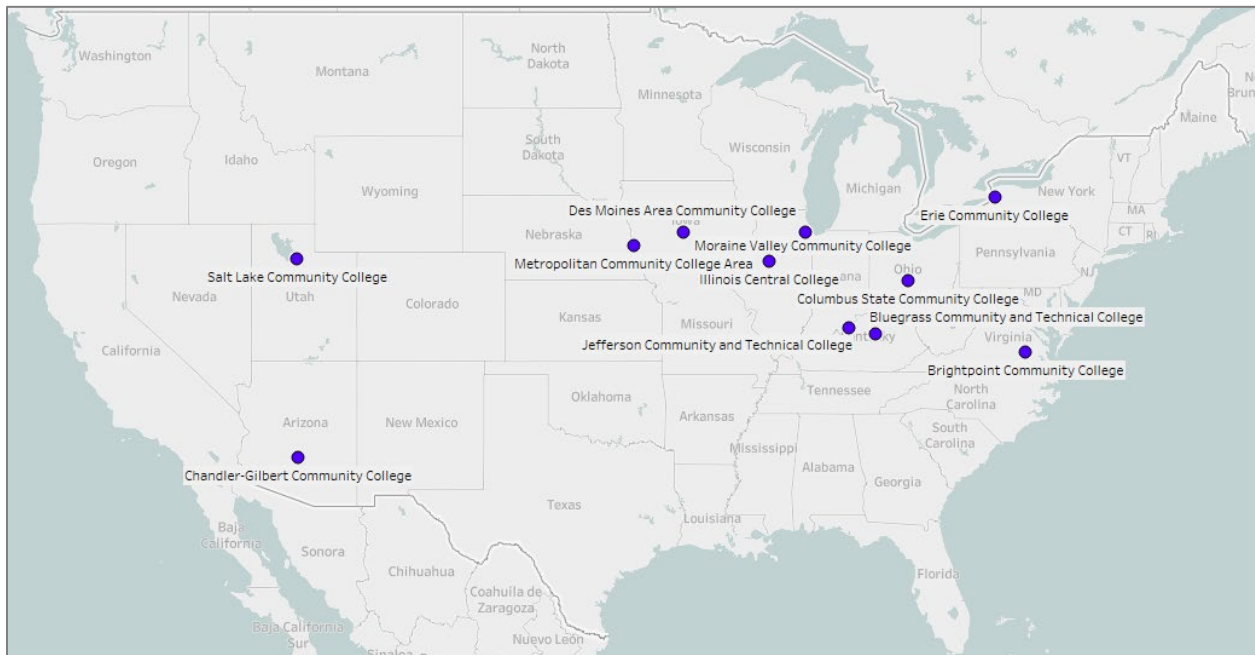 Washington
Montana
North
Dakota
Minnesota
Maine
Oregon
Idaho
South
Dakota
Wisconsin
Michigan
VT
New York
MA
CT
RI
Wyoming
Des Moines Area Community College
Erie Community College
Nebraska
Moraine Valley Community College
Metropolitan Community College Area
Illinois Central College
Ohio
Pennsylvania
NJ
Salt Lake Community College
Nevada
Utah
Colorado
Columbus State Community College
MD
Kansas
Missouri
Bluegrass Community and Technical College
Jefferson Community and Technical College
Virginia
California
Brightpoint Community College
Arizona
New Mexico
Oklahoma
Arkansas
Tennessee
North
Carolina
South
Carolina
Chandler-Gilbert Community College
Mississippi
Alabama
Georgia
Texas
Louisiana
Baja
California
Sonora
Chihuahua
Coahuila de
Zaragoza
Florida
Baja California
Sur
Nuevo León